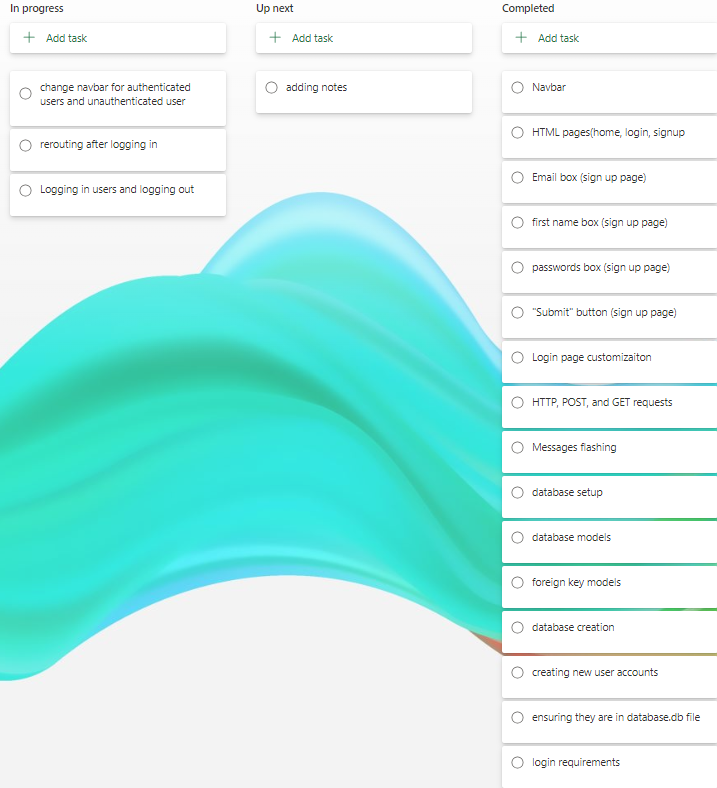 In progress
Add task
change navbar for authenticated
users and unauthenticated user
rerouting after logging in
Logging in users and logging out
Up next
Add task
adding notes
Completed
Add task
Navbar
HTML pages(home, login, signup
Email box (sign up page)
first name box (sign up page)
passwords box (sign up page)
"Submit" button (sign up page)
Login page customizaiton
HTTP, POST, and GET requests
Messages flashing
database setup
database models
foreign key models
database creation
creating new user accounts
ensuring they are in database.db file
login requirements